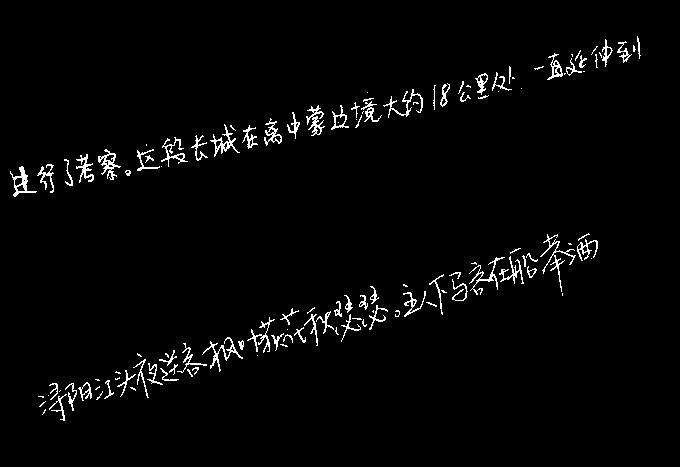 进行了考察。这段长城在离中蒙边境大约18公里处,一直延伸到
浔阳江头夜送客枫叶荻花秋瑟瑟。主人下马客在船举酒